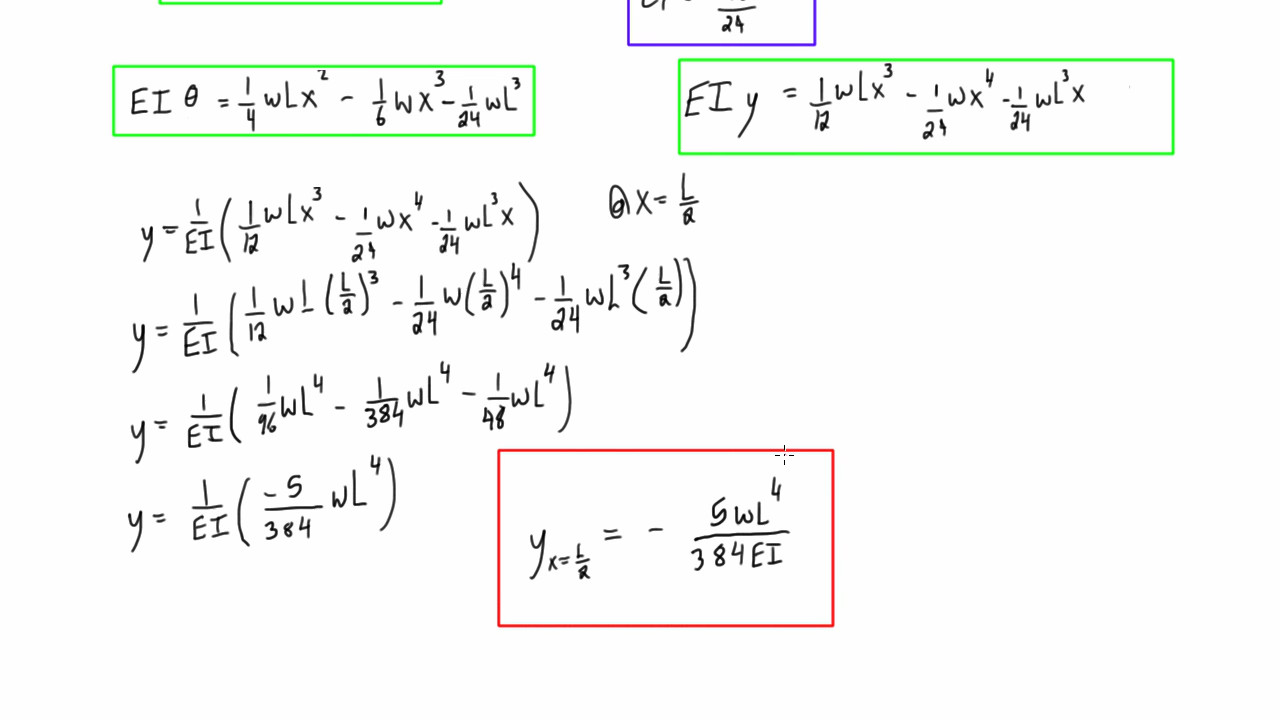 24
EI θ = 1/4 wLx² - 1/6 wx³ - 1/24 wL³
EI y = 1/12 wLx³ - 1/24 wx⁴ - 1/24 wL³x
y = 1/EI ( 1/12 wLx³ - 1/24 wx⁴ - 1/24 wL³x )
@ x = L/2
y = 1/EI ( 1/12 wL (L/2)³ - 1/24 w(L/2)⁴ - 1/24 wL³ (L/2) )
y = 1/EI ( 1/96 wL⁴ - 1/384 wL⁴ - 1/48 wL⁴ )
y = 1/EI ( -5/384 wL⁴ )
y x=L/2 = - 5wL⁴/384EI